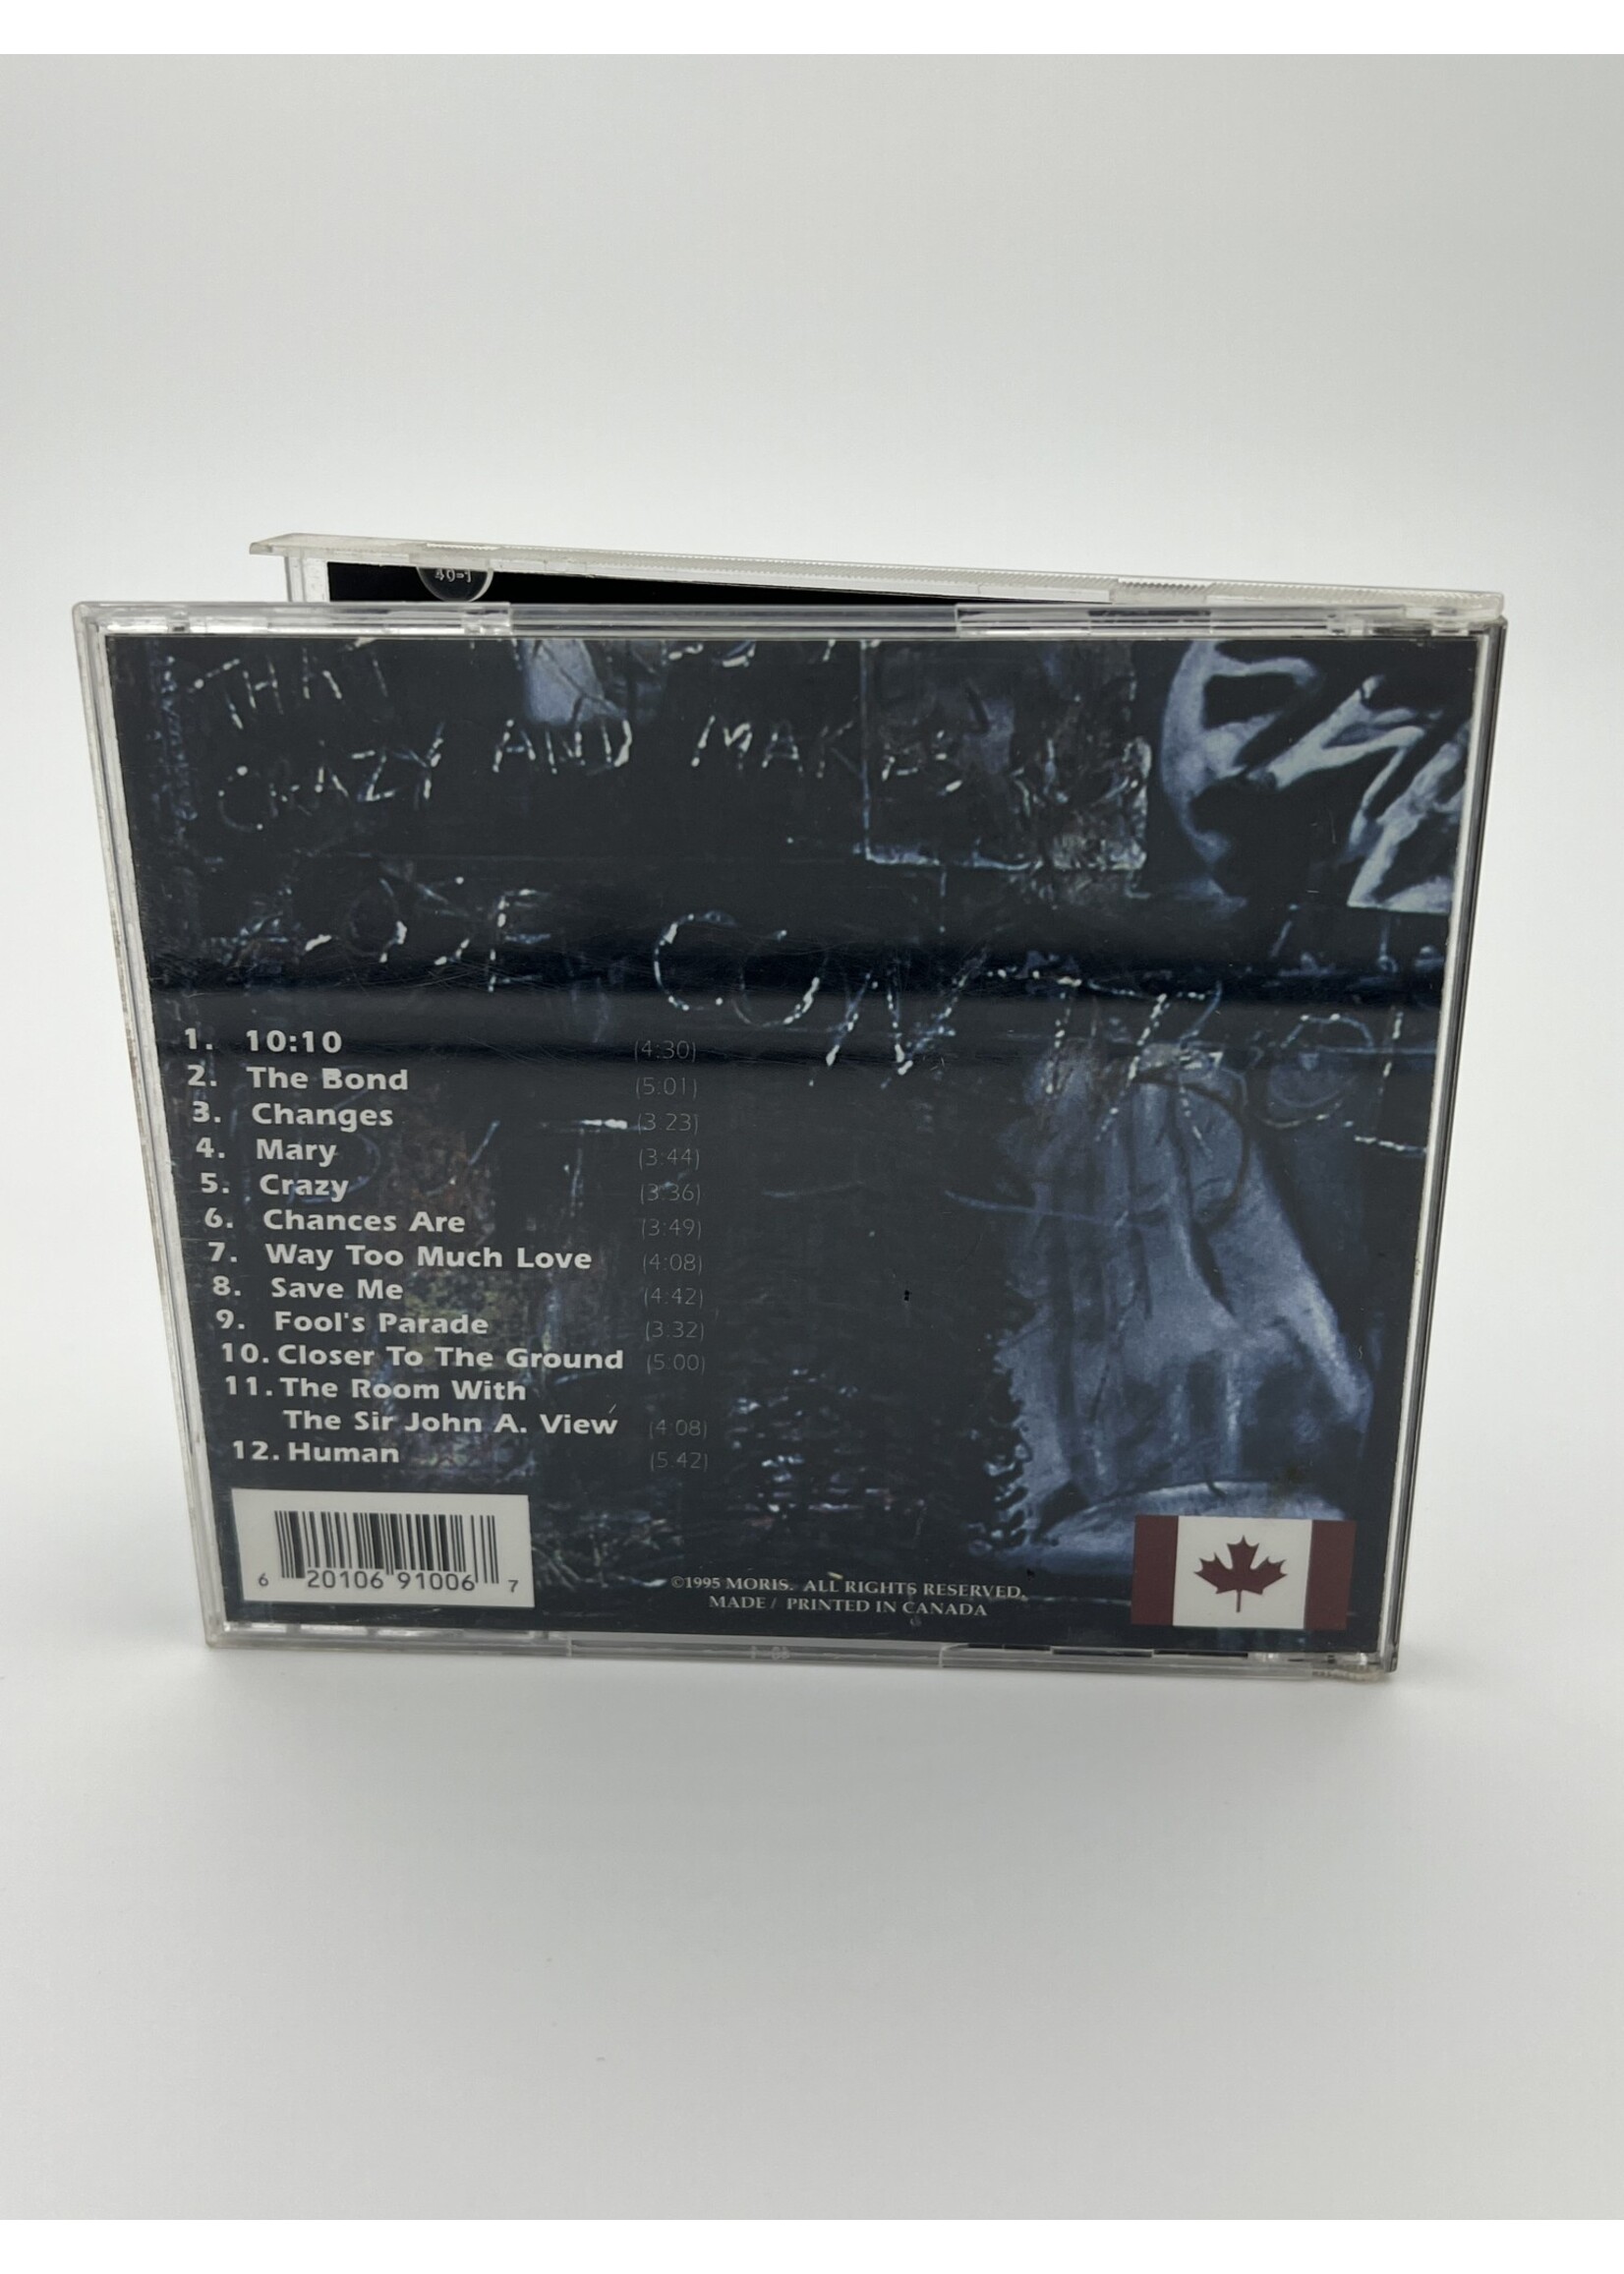 40-1
THAT
CRAZY AND MAKES
LOSE CONTROL
1. 10:10 (4:30)
2. The Bond (5:01)
3. Changes (3:23)
4. Mary (3:44)
5. Crazy (3:36)
6. Chances Are (3:49)
7. Way Too Much Love (4:08)
8. Save Me (4:42)
9. Fool's Parade (3:32)
10. Closer To The Ground (5:00)
11. The Room With
The Sir John A. View (4:08)
12. Human (5:42)
6 20106 91006 7
©1995 MORIS. ALL RIGHTS RESERVED.
MADE / PRINTED IN CANADA